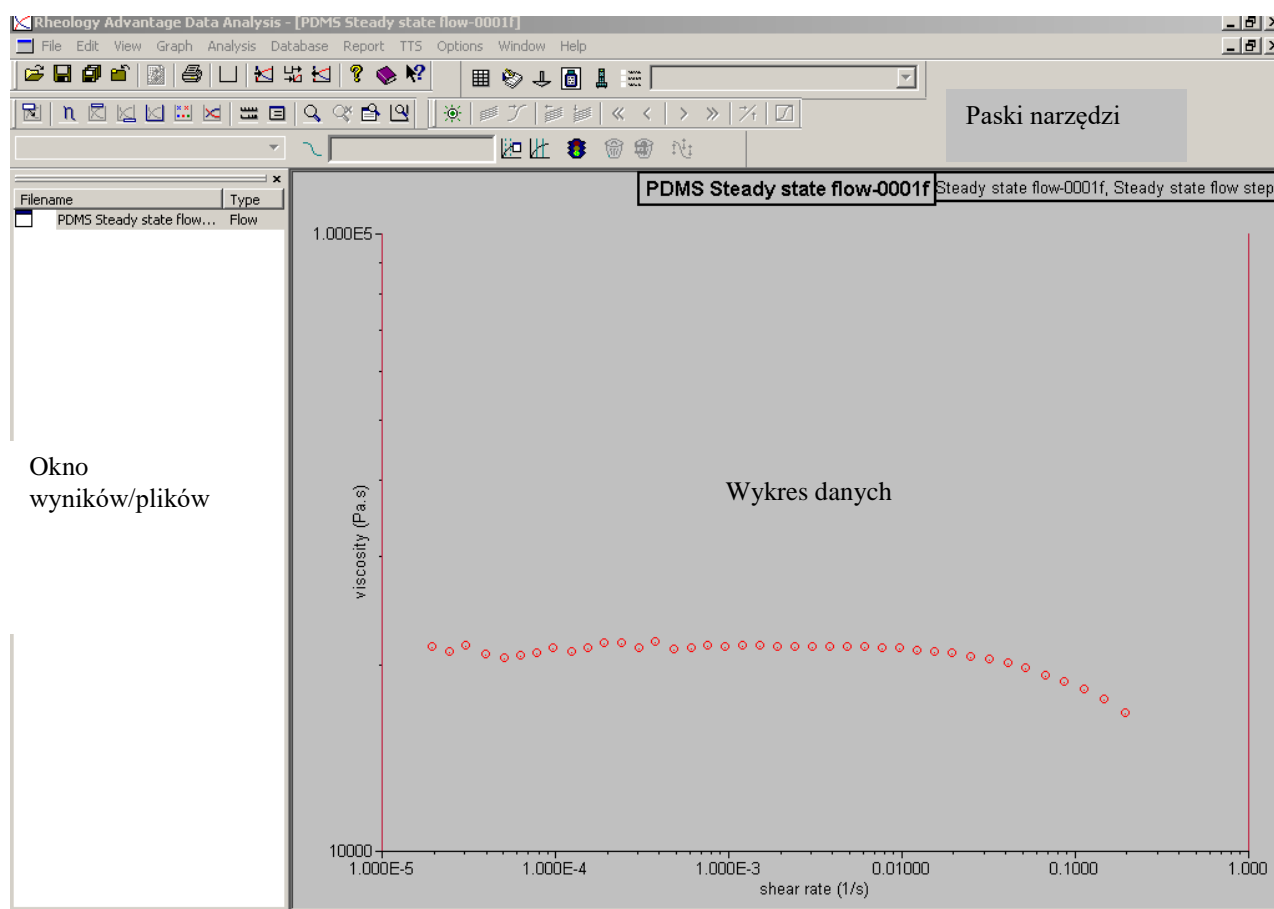 Rheology Advantage Data Analysis - [PDMS Steady state flow-0001f]
File Edit View Graph Analysis Database Report TTS Options Window Help
Paski narzędzi
Filename Type
PDMS Steady state flow... Flow
PDMS Steady state flow-0001f Steady state flow-0001f, Steady state flow step
1.000E5
Okno
wyników/plików
Wykres danych
viscosity (Pa.s)
10000
1.000E-5 1.000E-4 1.000E-3 0.01000 0.1000 1.000
shear rate (1/s)